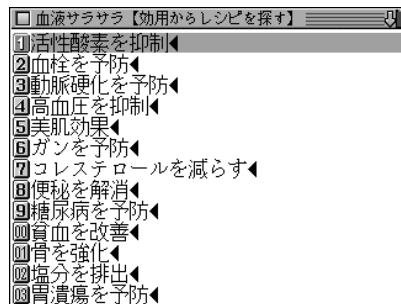 血液サラサラ【効用からレシピを探す】
1活性酸素を抑制◀
2血栓を予防◀
3動脈硬化を予防◀
4高血圧を抑制◀
5美肌効果◀
6ガンを予防◀
7コレステロールを減らす◀
8便秘を解消◀
9糖尿病を予防◀
00貧血を改善◀
01骨を強化◀
02塩分を排出◀
03胃潰瘍を予防◀